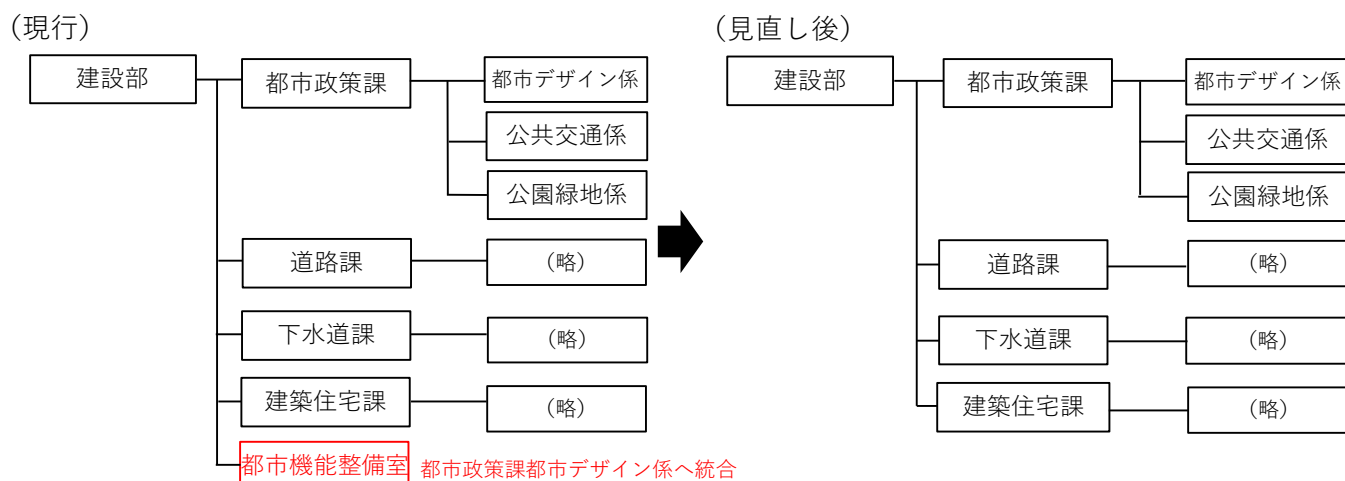 （現行）
建設部
都市政策課
都市デザイン係
公共交通係
公園緑地係
道路課
（略）
下水道課
（略）
建築住宅課
（略）
都市機能整備室
都市政策課都市デザイン係へ統合
（見直し後）
建設部
都市政策課
都市デザイン係
公共交通係
公園緑地係
道路課
（略）
下水道課
（略）
建築住宅課
（略）